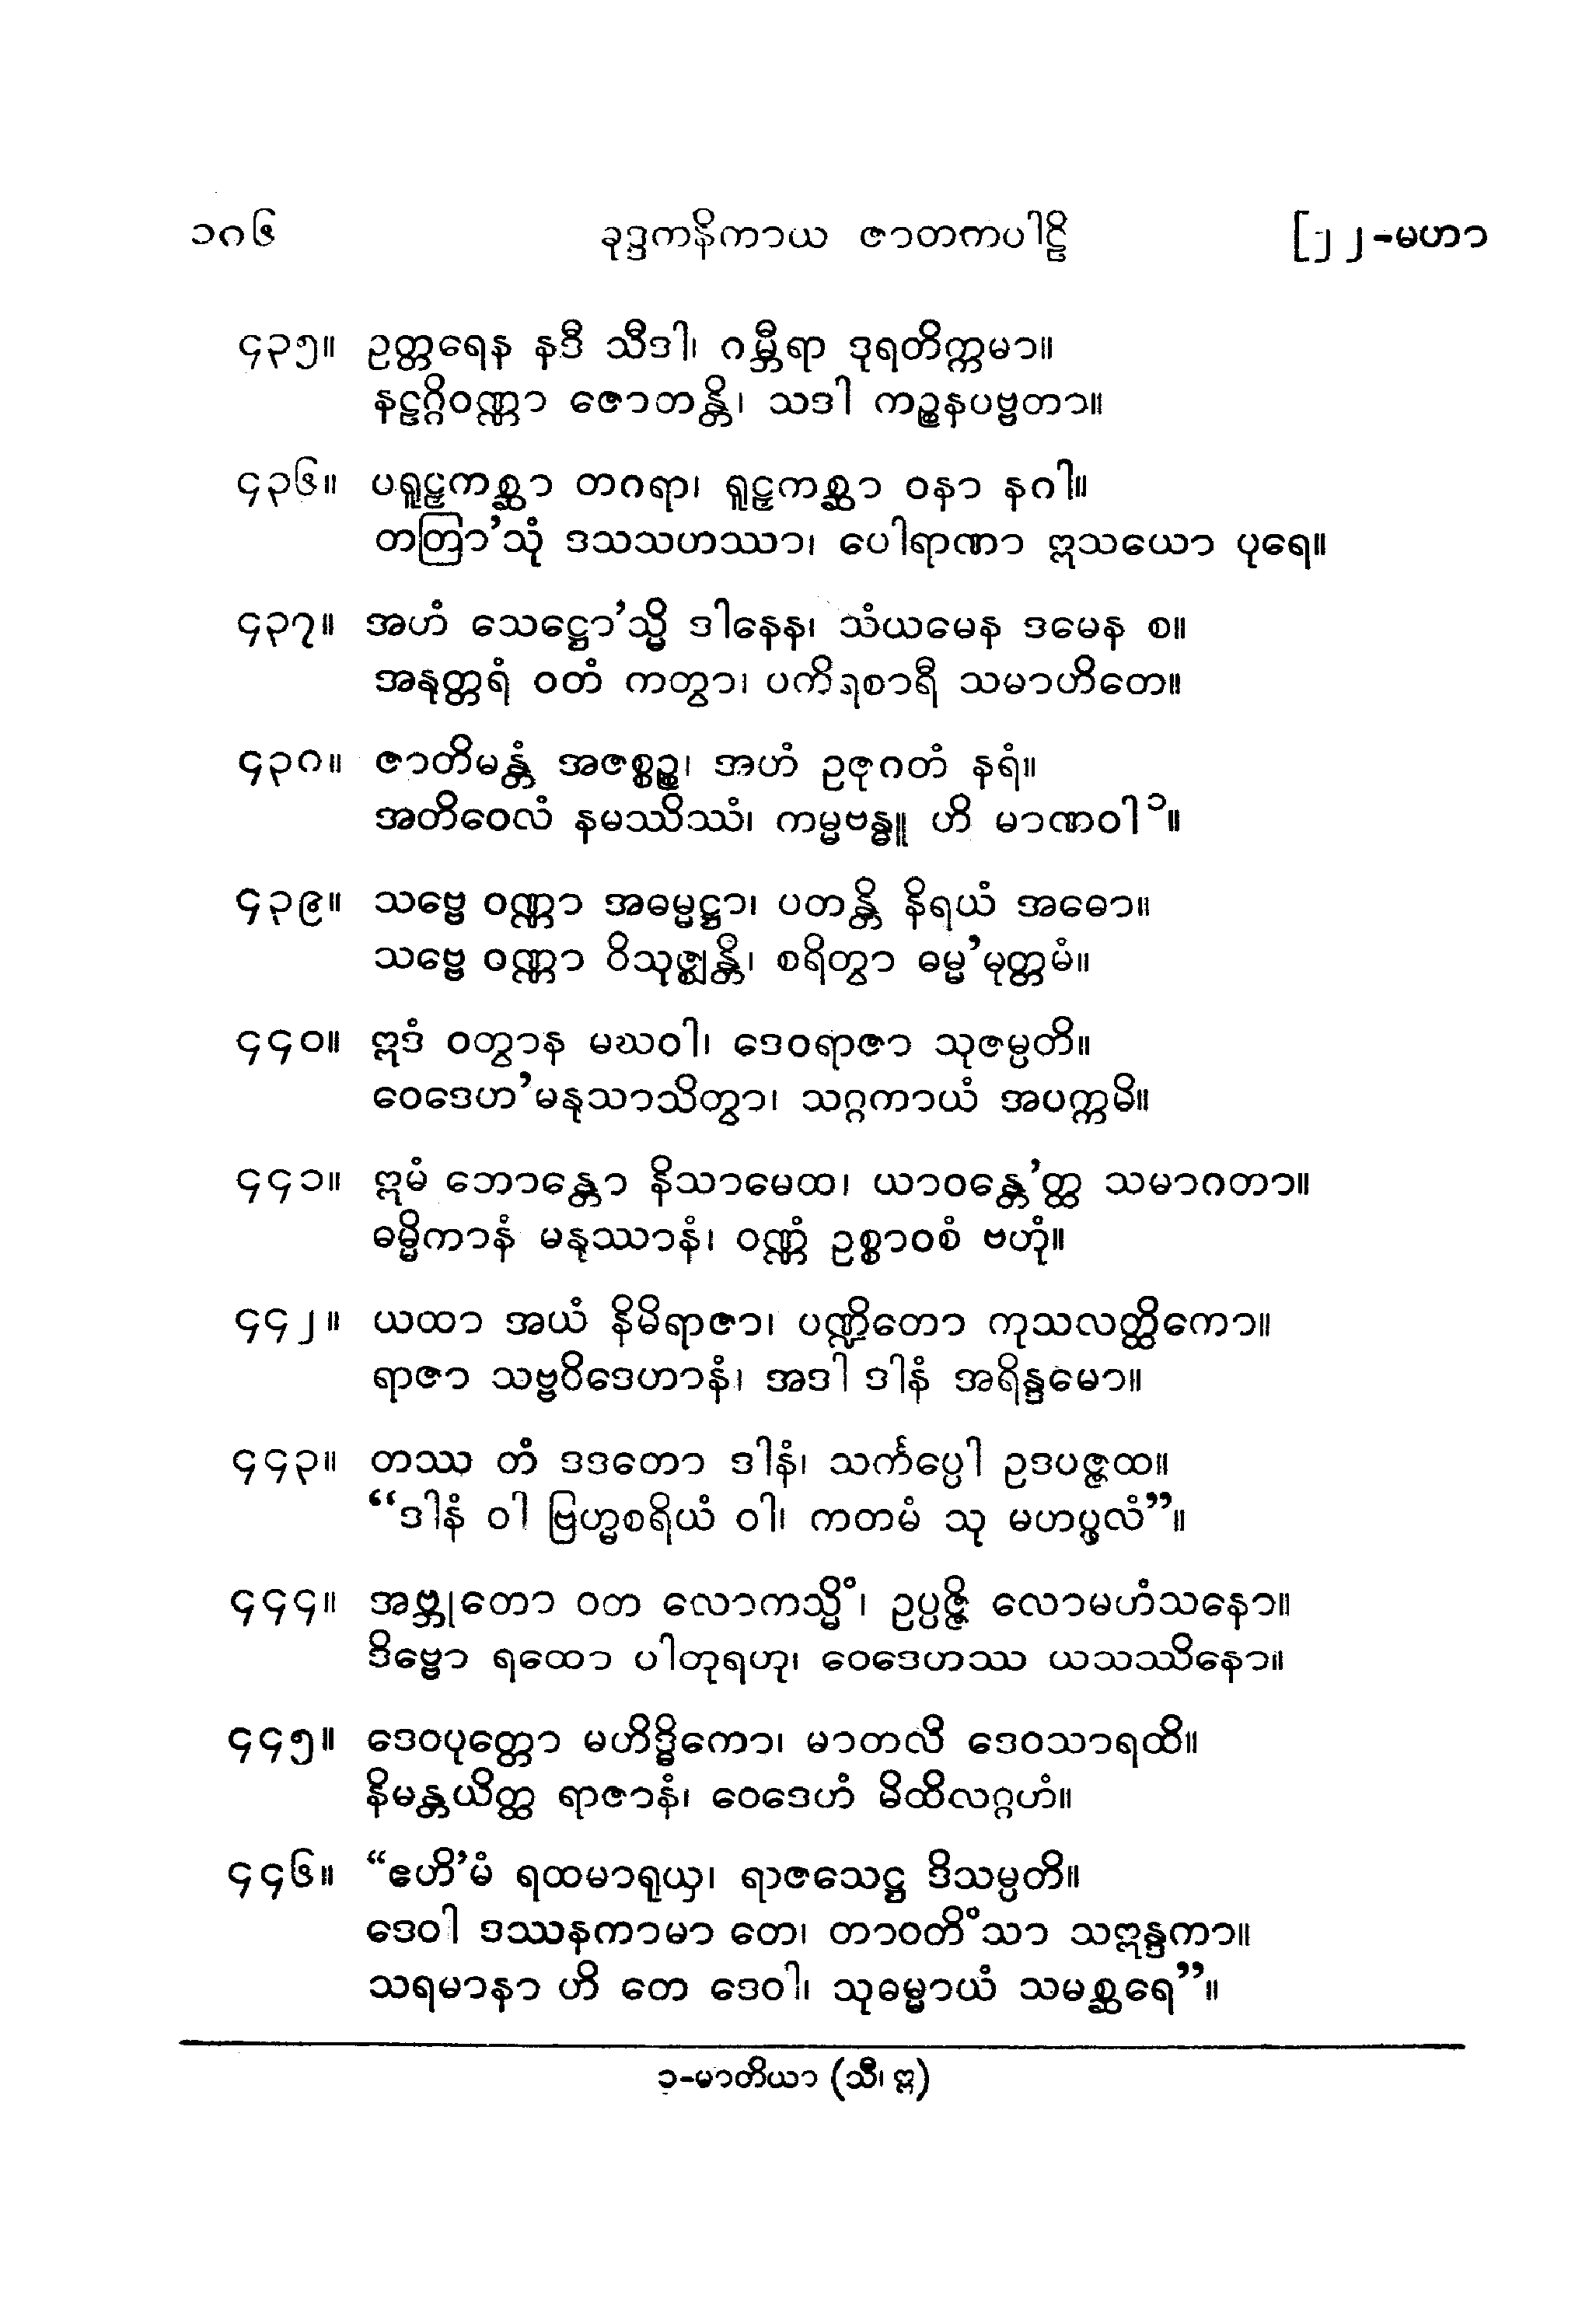 ၁၈၆ ခုဒ္ဒကနိကာယ ဇာတကပါဠိ [၂၂-မဟာ
၄၃၅။ ဥတ္တရေန နဒီ သီဒါ၊ ဂမ္ဘီရာ ဒုရတိက္ကမာ။
နဠဂ္ဂိဝဏ္ဏာ ဇောတန္တိ၊ သဒါ ကဉ္စနပဗ္ဗတာ။
၄၃၆။ ပရူဠှကစ္ဆာ တဂရာ၊ ရူဠှကစ္ဆာ ဝနာ နဂါ။
တတြာ’သုံ ဒသသဟဿာ၊ ပေါရာဏာ ဣသယော ပုရေ။
၄၃၇။ အဟံ သေဋ္ဌော’သ္မိ ဒါနေန၊ သံယမေန ဒမေန စ။
အနုတ္တရံ ဝတံ ကတွာ၊ ပကိရစာရီ သမာဟိတေ။
၄၃၈။ ဇာတိမန္တံ အဇစ္စဉ္စ၊ အဟံ ဥဇုဂတံ နရံ။
အတိဝေလံ နမဿိဿံ၊ ကမ္မဗန္ဓူ ဟိ မာဏဝါ ၁။
၄၃၉။ သဗ္ဗေ ဝဏ္ဏာ အဓမ္မဋ္ဌာ၊ ပတန္တိ နိရယံ အဓော။
သဗ္ဗေ ဝဏ္ဏာ ဝိသုဇ္ဈန္တိ၊ စရိတွာ ဓမ္မ’မုတ္တမံ။
၄၄၀။ ဣဒံ ဝတွာန မဃဝါ၊ ဒေဝရာဇာ သုဇမ္ပတိ။
ဝေဒေဟ’မနုသာသိတွာ၊ သဂ္ဂကာယံ အပက္ကမိ။
၄၄၁။ ဣမံ ဘောန္တော နိသာမေထ၊ ယာဝန္တေ’တ္ထ သမာဂတာ။
ဓမ္မိကာနံ မနုဿာနံ၊ ဝဏ္ဏံ ဥစ္စာဝစံ ဗဟုံ။
၄၄၂။ ယထာ အယံ နိမိရာဇာ၊ ပဏ္ဍိတော ကုသလတ္ထိကော။
ရာဇာ သဗ္ဗဝိဒေဟာနံ၊ အဒါ ဒါနံ အရိန္ဒမော။
၄၄၃။ တဿ တံ ဒဒတော ဒါနံ၊ သင်္ကပ္ပေါ ဥဒပဇ္ဇထ။
“ဒါနံ ဝါ ဗြဟ္မစရိယံ ဝါ၊ ကတမံ သု မဟပ္ဖလံ”။
၄၄၄။ အဗ္ဘုတော ဝတ လောကသ္မိံ၊ ဥပ္ပဇ္ဇိ လောမဟံသနော။
ဒိဗ္ဗော ရထော ပါတုရဟု၊ ဝေဒေဟဿ ယသဿိနော။
၄၄၅။ ဒေဝပုတ္တော မဟိဒ္ဓိကော၊ မာတလိ ဒေဝသာရထိ။
နိမန္တယိတ္ထ ရာဇာနံ၊ ဝေဒေဟံ မိထိလဂ္ဂဟံ။
၄၄၆။ “ဧဟိ’မံ ရထမာရုယှ၊ ရာဇသေဋ္ဌ ဒိသမ္ပတိ။
ဒေဝါ ဒဿနကာမာ တေ၊ တာဝတိံသာ သဣန္ဒကာ။
သရမာနာ ဟိ တေ ဒေဝါ၊ သုဓမ္မာယံ သမစ္ဆရေ”။
၁-မာတိယာ (သီ၊ ဣ)